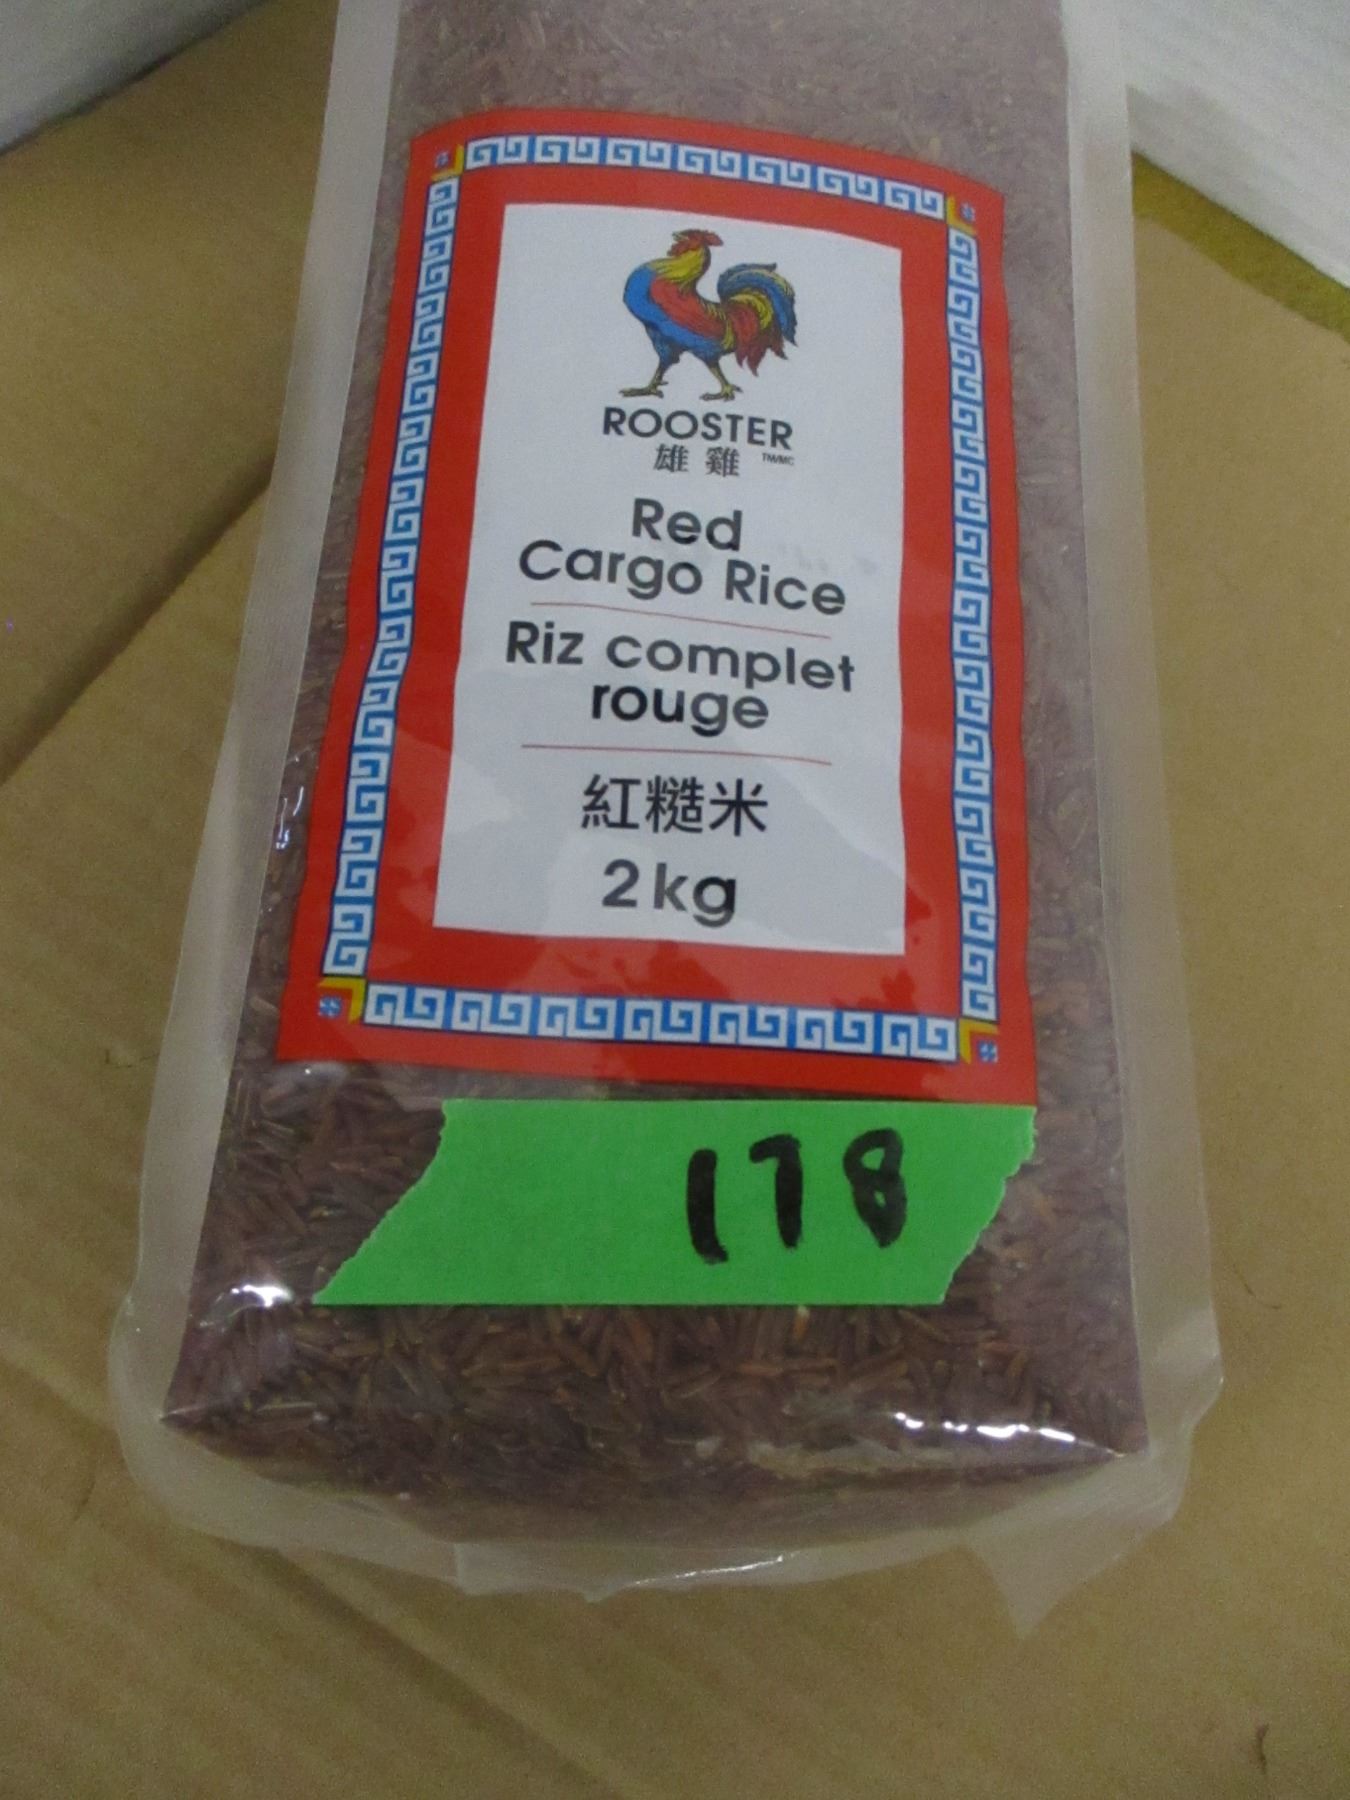 ROOSTER
雄雞 TM/MC
Red
Cargo Rice
Riz complet
rouge
紅糙米
2kg
178